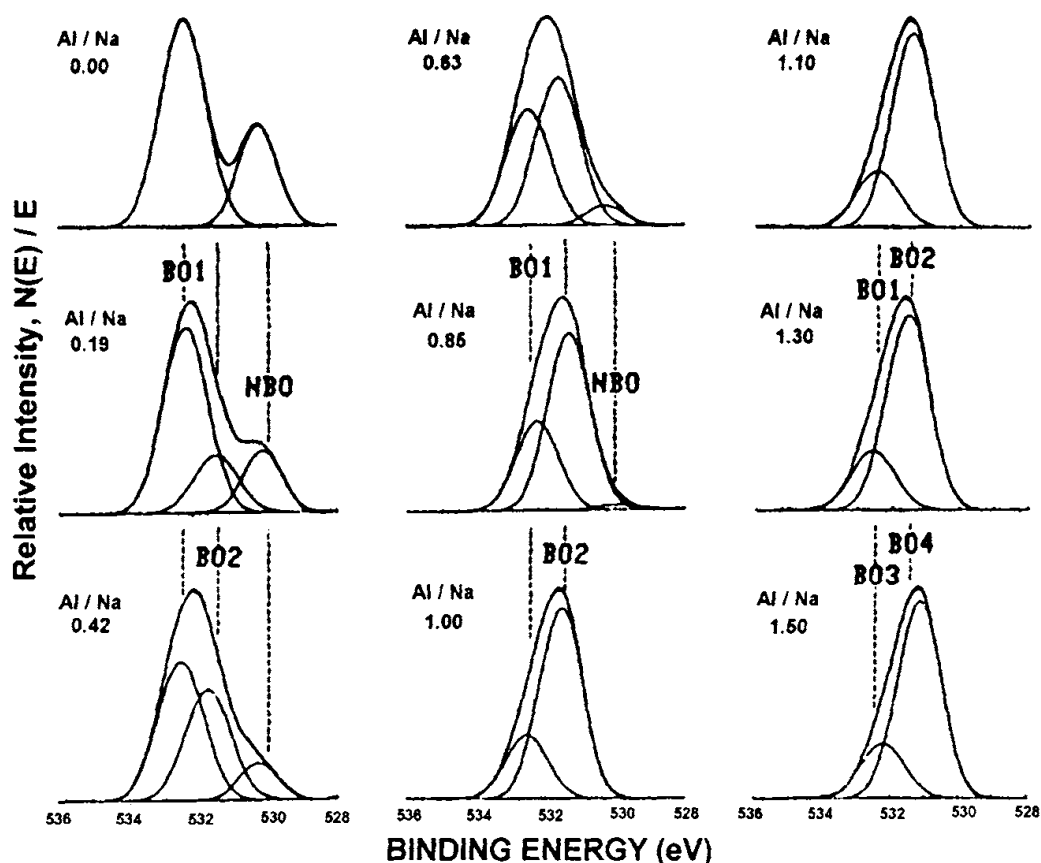 Relative Intensity, N(E) / E
Al / Na
0.00
Al / Na
0.63
Al / Na
1.10
Al / Na
0.19
BO1
NBO
Al / Na
0.85
BO1
NBO
Al / Na
1.30
BO2
BO1
Al / Na
0.42
BO2
Al / Na
1.00
BO2
Al / Na
1.50
BO4
BO3
536 534 532 530 528
536 534 532 530 528
536 534 532 530 528
BINDING ENERGY (eV)